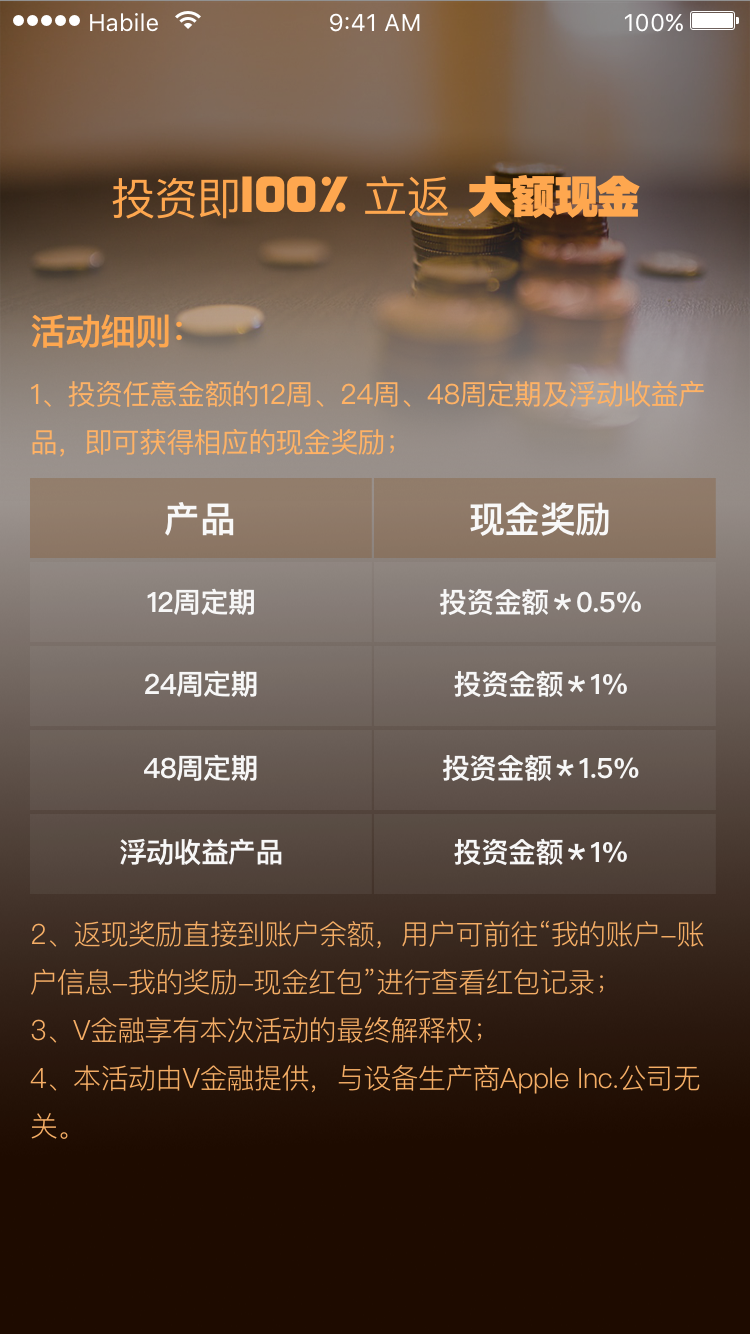 Habile 9:41 AM 100%
投资即100% 立返 大额现金
活动细则：
1、投资任意金额的12周、24周、48周定期及浮动收益产
品，即可获得相应的现金奖励；
产品 现金奖励
12周定期 投资金额*0.5%
24周定期 投资金额*1%
48周定期 投资金额*1.5%
浮动收益产品 投资金额*1%
2、返现奖励直接到账户余额，用户可前往“我的账户-账
户信息-我的奖励-现金红包”进行查看红包记录；
3、V金融享有本次活动的最终解释权；
4、本活动由V金融提供，与设备生产商Apple Inc.公司无
关。